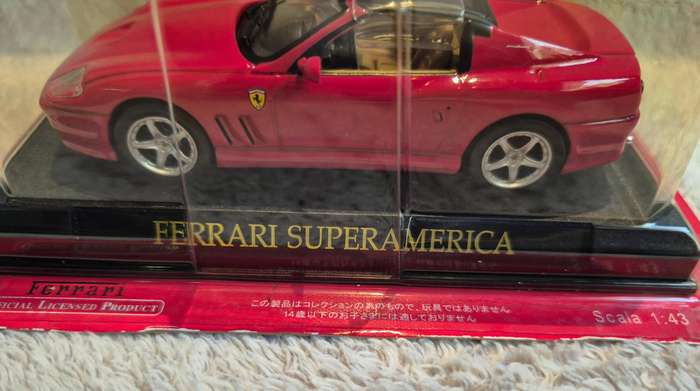 FERRARI SUPERAMERICA
Ferrari
OFFICIAL LICENSED PRODUCT
この製品はコレクションの為のもので、玩具ではありません
14歳以下のお子さまには適しておりません
Scala 1:43